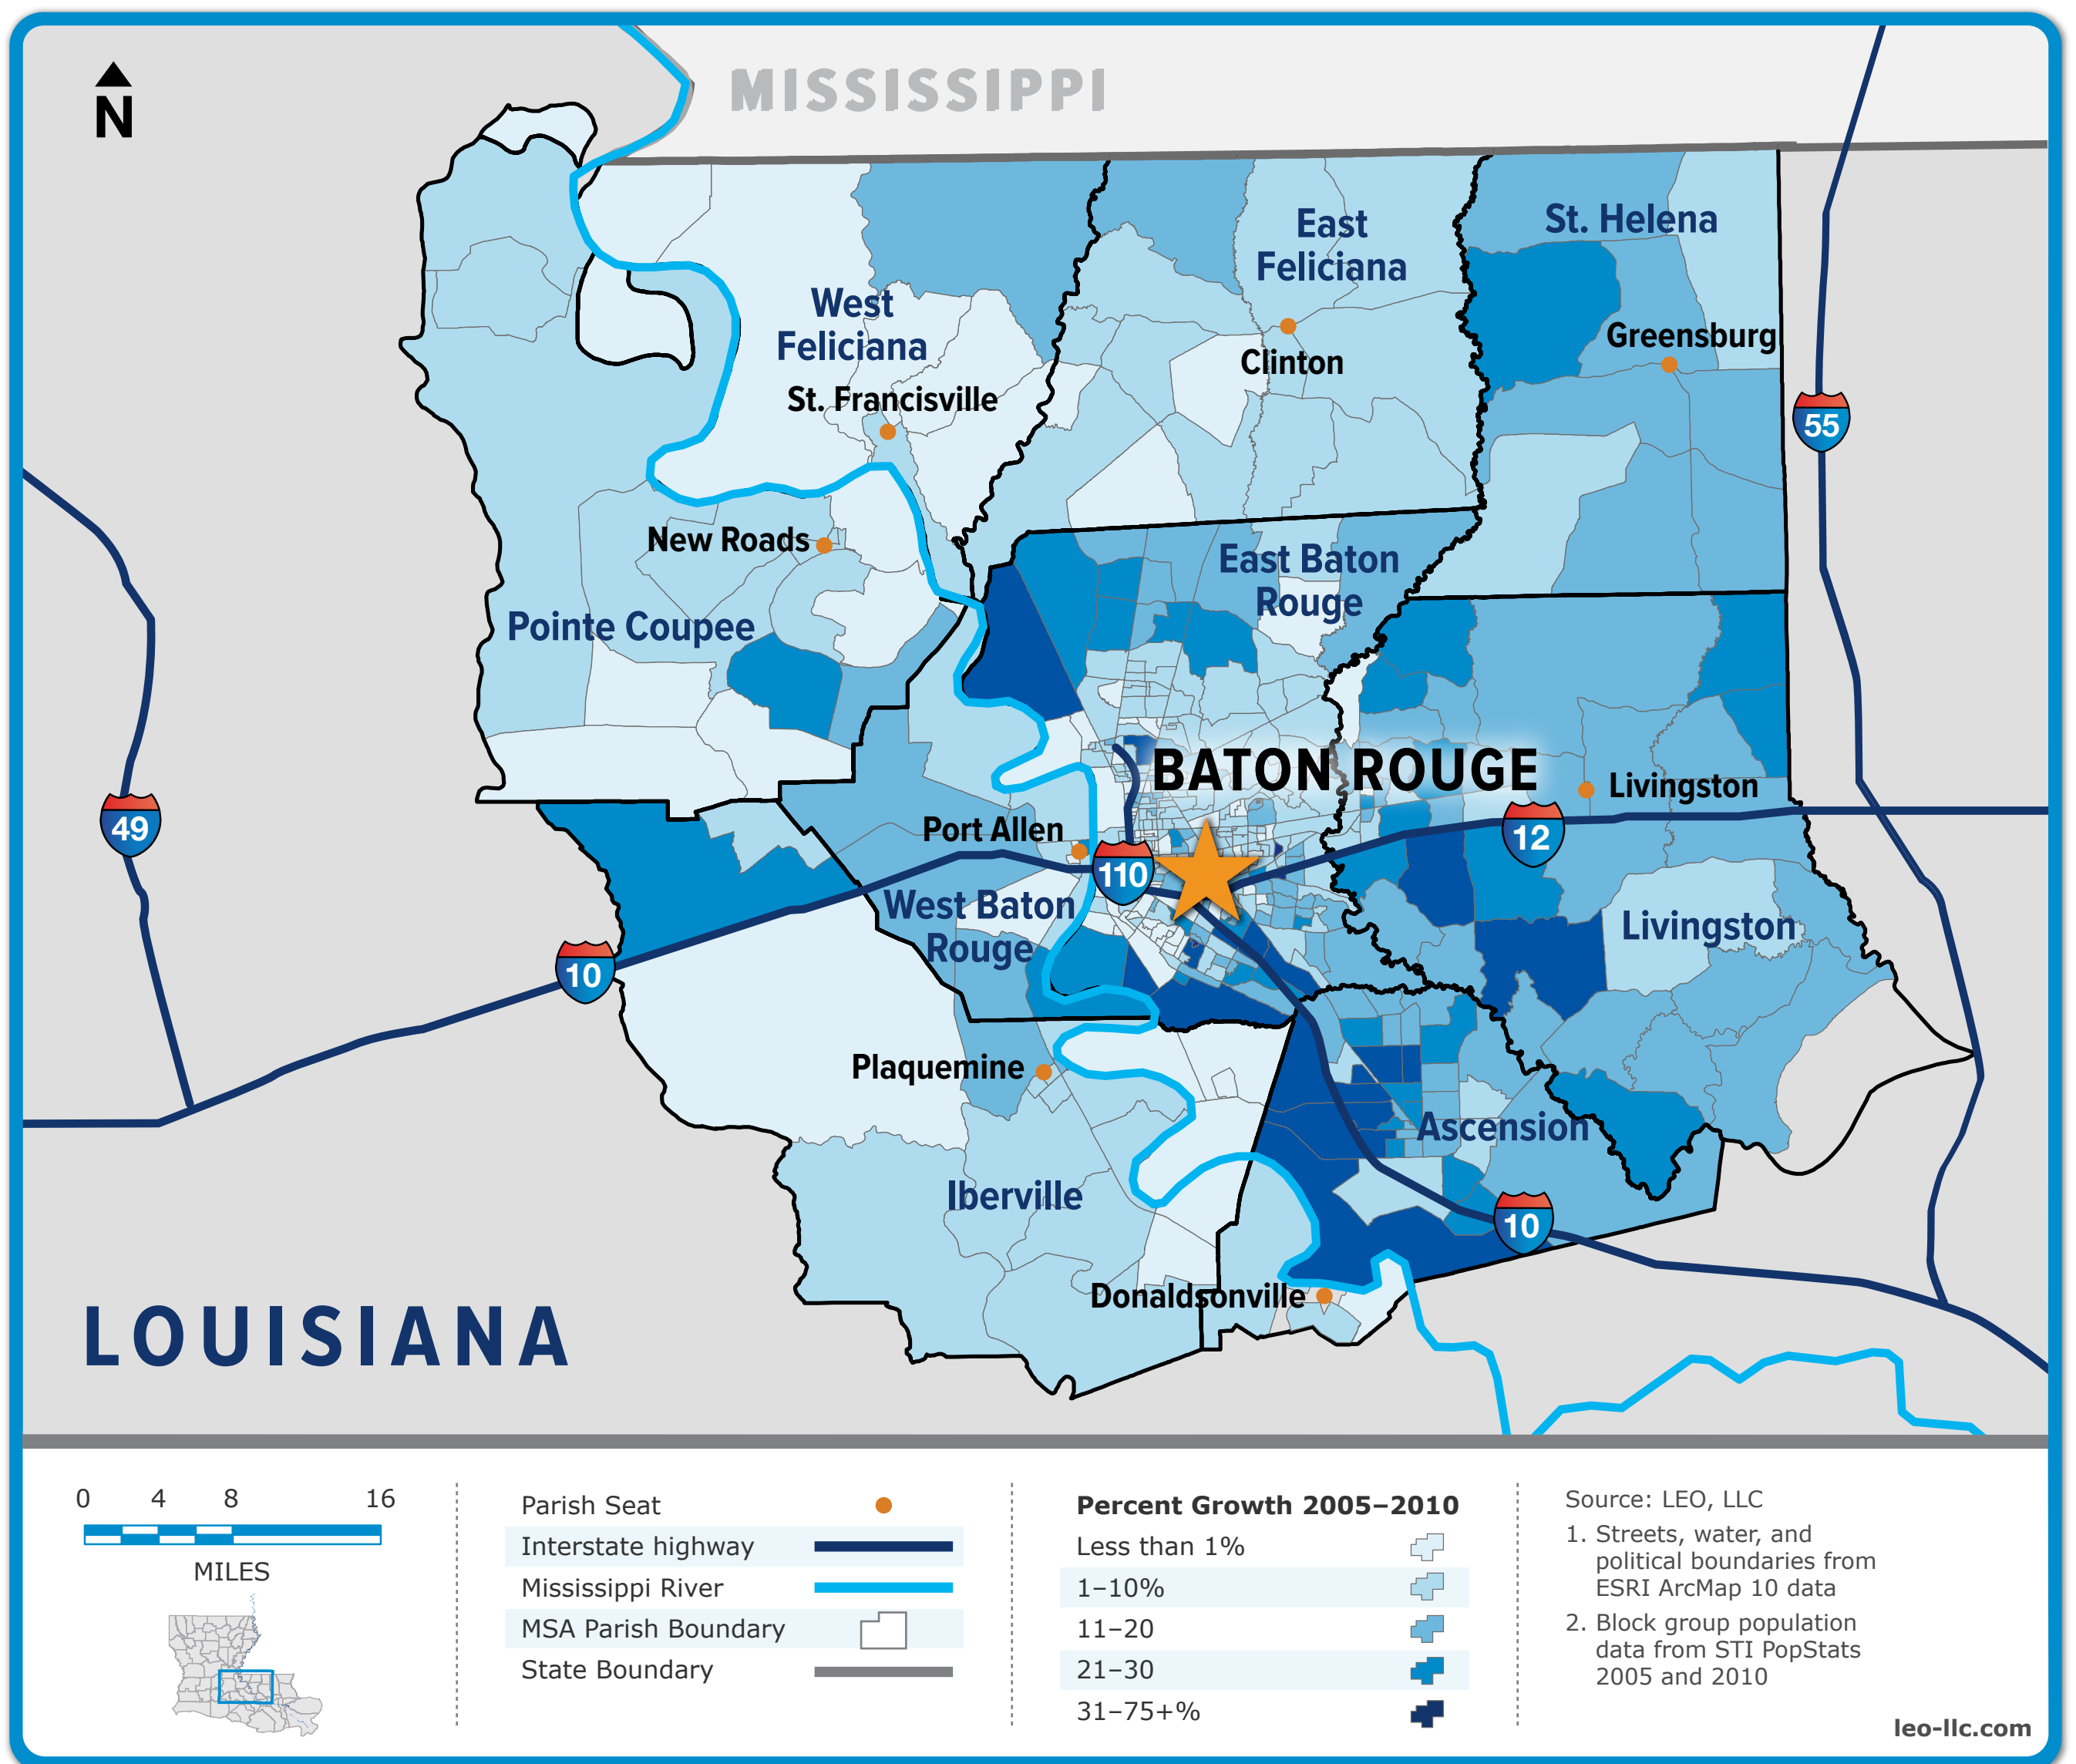 MISSISSIPPI
N
East
Feliciana
St. Helena
West
Feliciana
Greensburg
Clinton
St. Francisville
55
New Roads
East Baton
Rouge
Pointe Coupee
BATON ROUGE
Livingston
49
Port Allen
12
110
West Baton
Rouge
Livingston
10
Plaquemine
Ascension
Iberville
10
Donaldsonville
LOUISIANA
0 4 8 16
MILES
Parish Seat
Interstate highway
Mississippi River
MSA Parish Boundary
State Boundary
Percent Growth 2005–2010
Less than 1%
1–10%
11–20
21–30
31–75+%
Source: LEO, LLC
1. Streets, water, and
political boundaries from
ESRI ArcMap 10 data
2. Block group population
data from STI PopStats
2005 and 2010
leo-llc.com